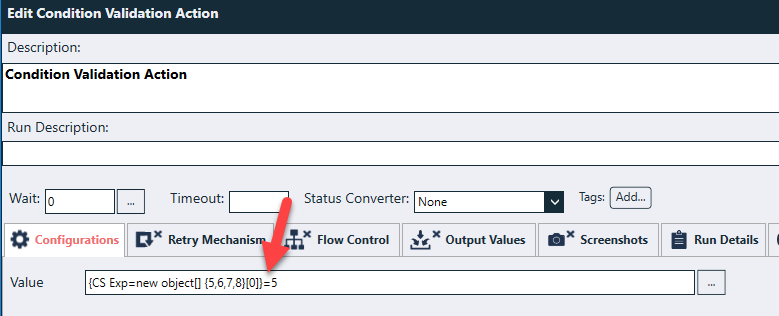 Edit Condition Validation Action
Description:
Condition Validation Action
Run Description:
Wait: 0 ... Timeout: Status Converter: None Tags: Add...
Configurations Retry Mechanism Flow Control Output Values Screenshots Run Details
Value {CS Exp=new object[] {5,6,7,8}[0]}=5 ...